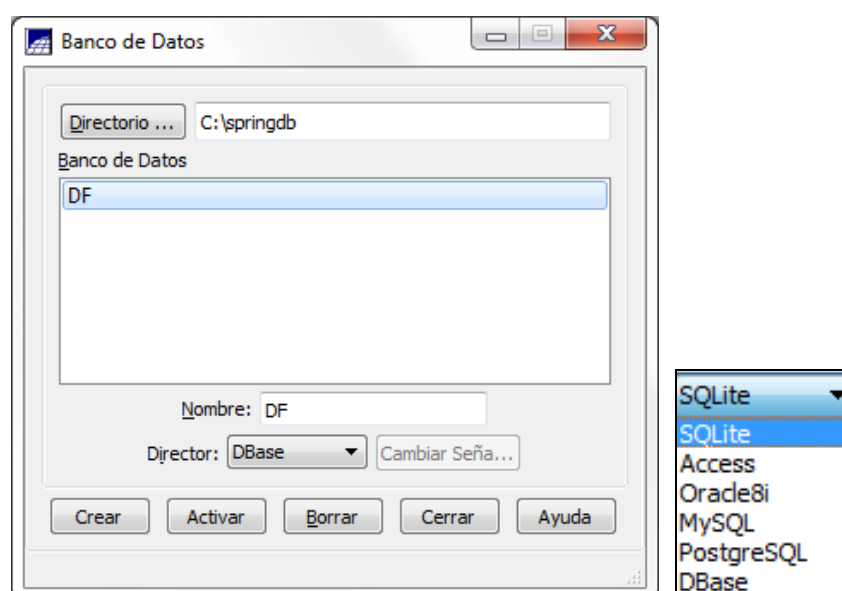 Banco de Datos
Directorio ... C:\springdb
Banco de Datos
DF
Nombre: DF
Director: DBase Cambiar Seña...
Crear Activar Borrar Cerrar Ayuda
SQLite
SQLite
Access
Oracle8i
MySQL
PostgreSQL
DBase